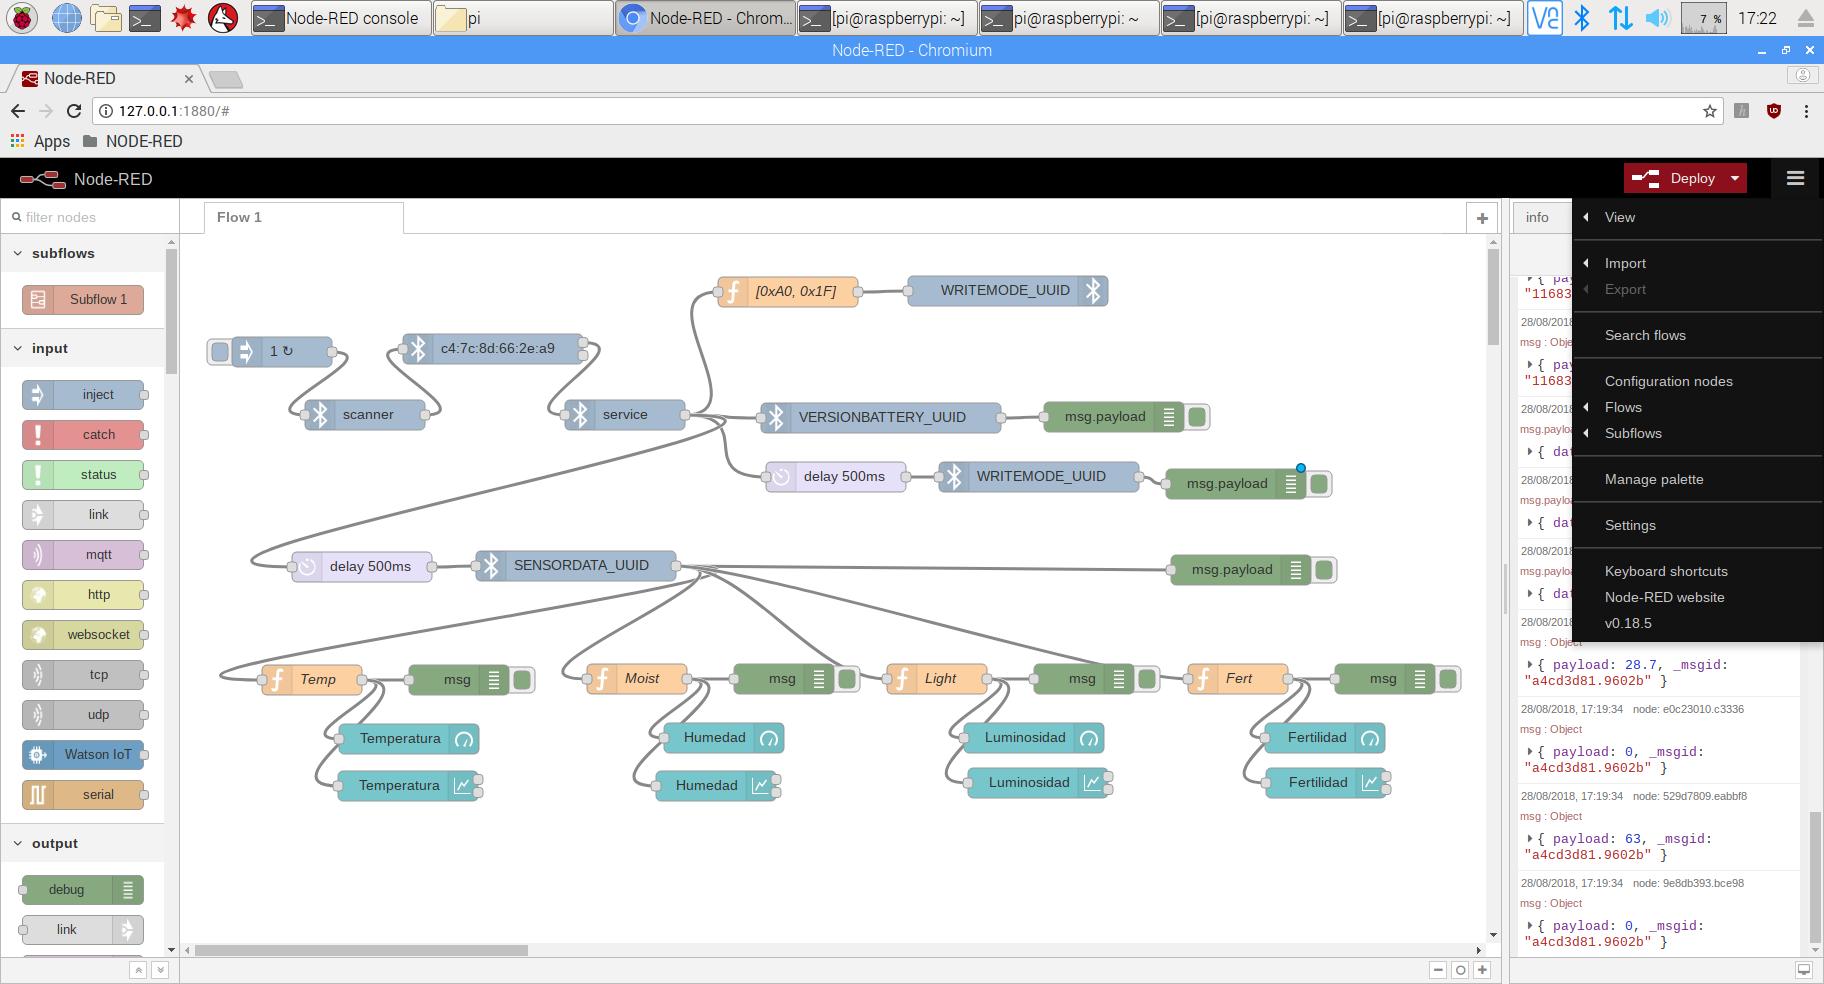 Node-RED console
pi
Node-RED - Chrom...
[pi@raspberrypi: ~]
pi@raspberrypi: ~
[pi@raspberrypi: ~]
[pi@raspberrypi: ~]
7 %
17:22
Node-RED - Chromium
Node-RED
127.0.0.1:1880/#
Apps
NODE-RED
Node-RED
Deploy
filter nodes
Flow 1
info
subflows
Subflow 1
input
inject
catch
status
link
mqtt
http
websocket
tcp
udp
Watson IoT
serial
output
debug
link
[0xA0, 0x1F]
WRITEMODE_UUID
1 ↻
c4:7c:8d:66:2e:a9
scanner
service
VERSIONBATTERY_UUID
msg.payload
delay 500ms
WRITEMODE_UUID
msg.payload
delay 500ms
SENSORDATA_UUID
msg.payload
Temp
msg
Moist
msg
Light
msg
Fert
msg
Temperatura
Humedad
Luminosidad
Fertilidad
Temperatura
Humedad
Luminosidad
Fertilidad
View
Import
Export
Search flows
Configuration nodes
Flows
Subflows
Manage palette
Settings
Keyboard shortcuts
Node-RED website
v0.18.5
"11683
28/08/2018
msg : Obje
{ pay
"11683
28/08/2018
msg.paylo
{ dat
28/08/2018
msg.paylo
{ dat
28/08/2018
msg.paylo
{ dat
28/08/2018
msg : Object
{ payload: 28.7, _msgid:
"a4cd3d81.9602b" }
28/08/2018, 17:19:34 node: e0c23010.c3336
msg : Object
{ payload: 0, _msgid:
"a4cd3d81.9602b" }
28/08/2018, 17:19:34 node: 529d7809.eabbf8
msg : Object
{ payload: 63, _msgid:
"a4cd3d81.9602b" }
28/08/2018, 17:19:34 node: 9e8db393.bce98
msg : Object
{ payload: 0, _msgid:
"a4cd3d81.9602b" }